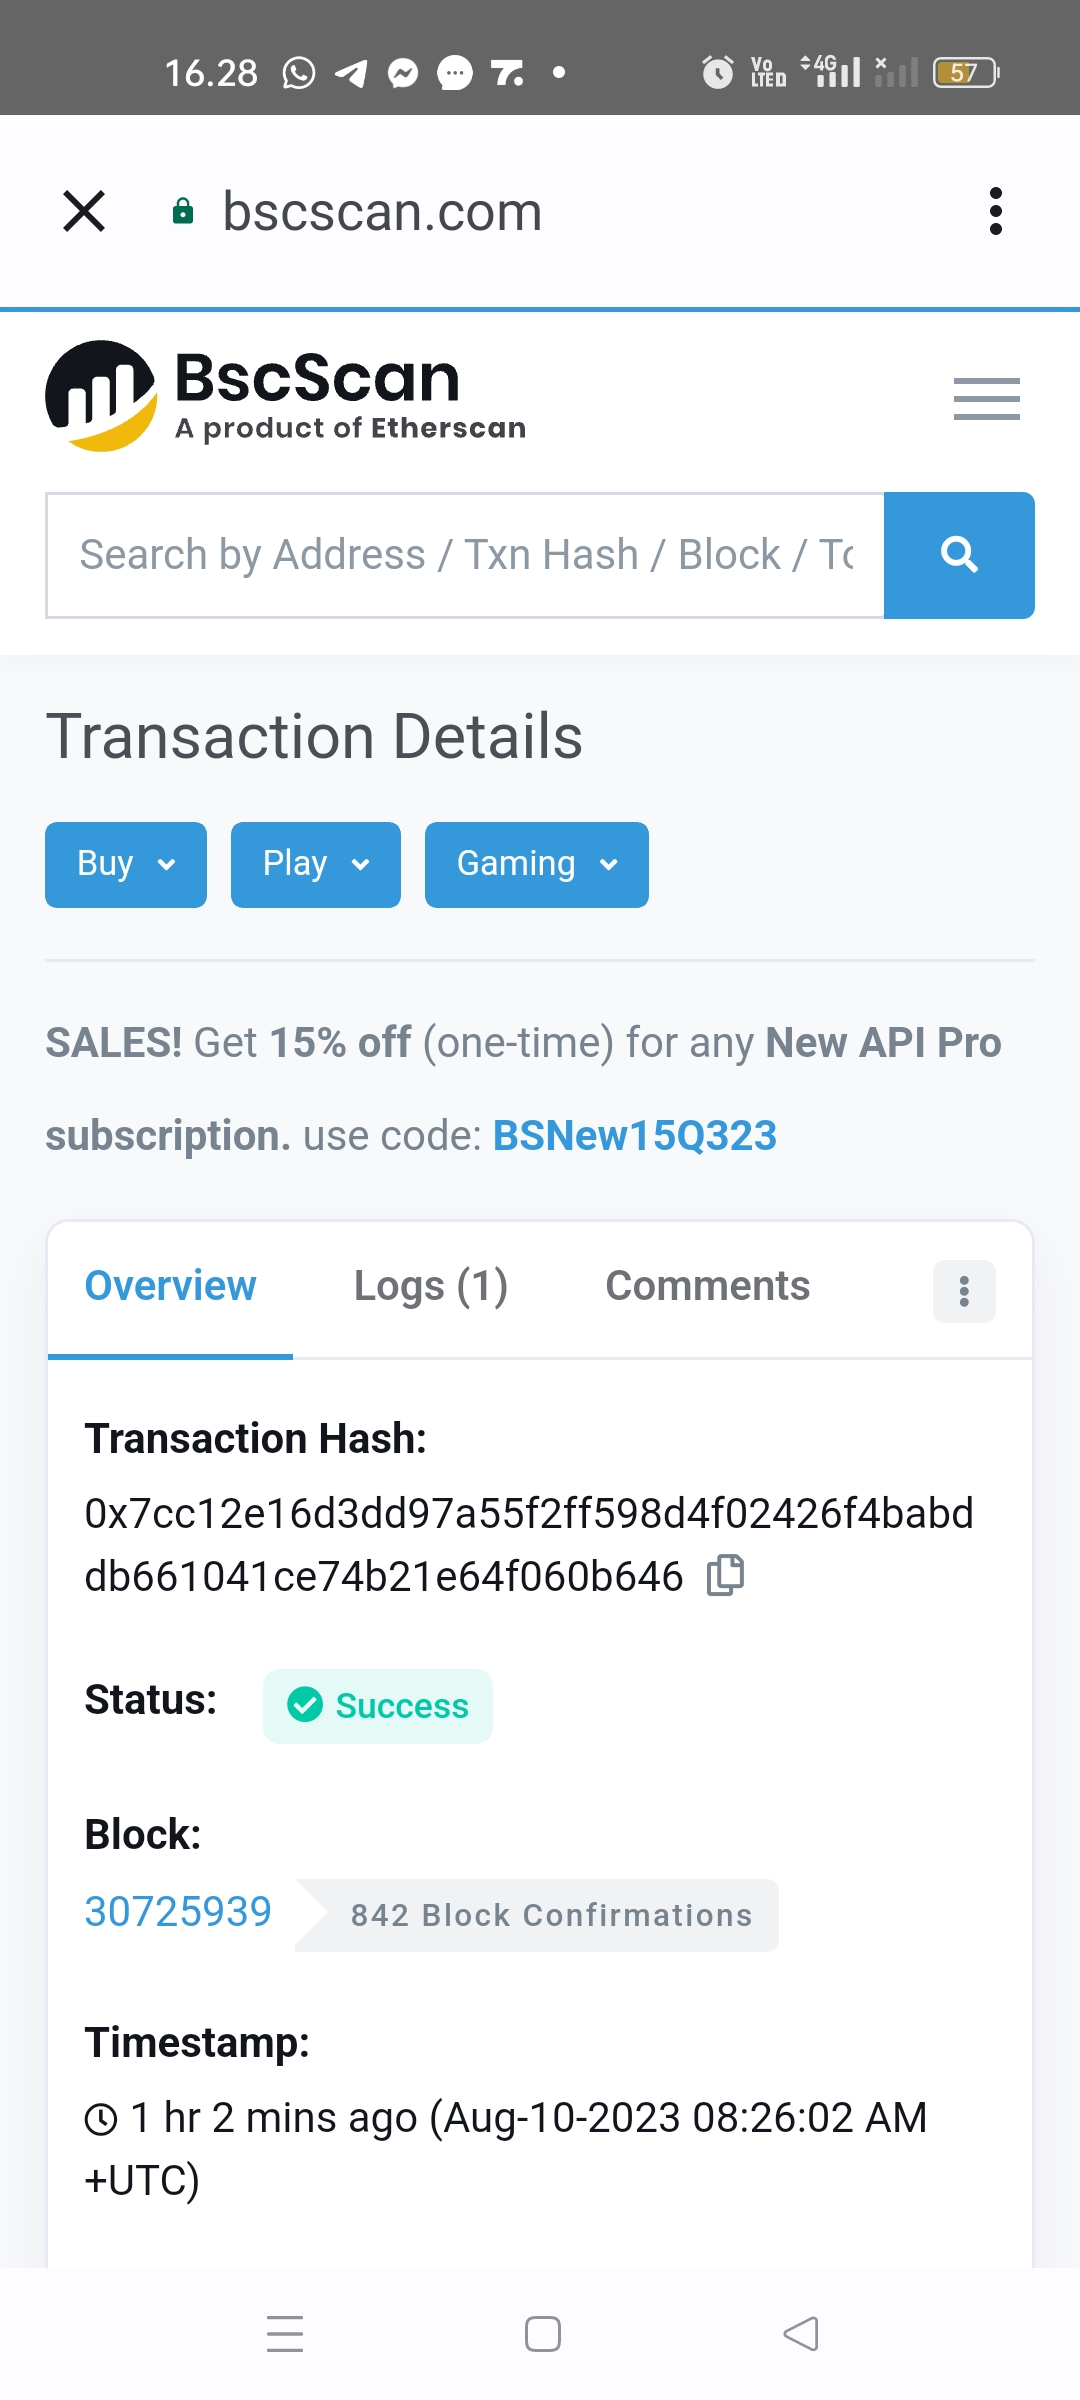 16.28
Vo LTED 4G 57
bscscan.com
BscScan
A product of Etherscan
Search by Address / Txn Hash / Block / To
Transaction Details
Buy Play Gaming
SALES! Get 15% off (one-time) for any New API Pro
subscription. use code: BSNew15Q323
Overview Logs (1) Comments
Transaction Hash:
0x7cc12e16d3dd97a55f2ff598d4f02426f4babd
db661041ce74b21e64f060b646
Status: Success
Block:
30725939 842 Block Confirmations
Timestamp:
1 hr 2 mins ago (Aug-10-2023 08:26:02 AM
+UTC)